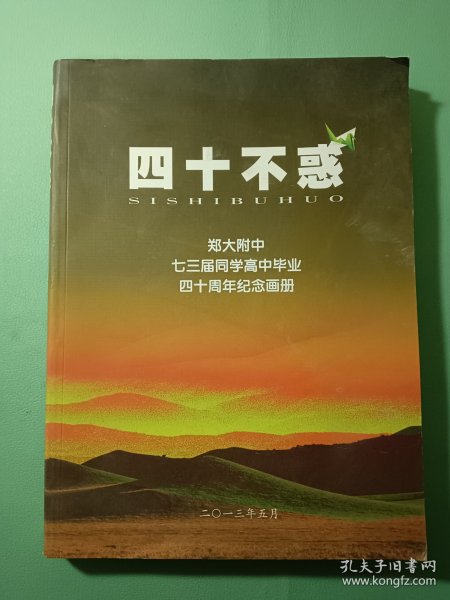 四十不惑
SISHIBUHUO
郑大附中
七三届同学高中毕业
四十周年纪念画册
二〇一三年五月
孔夫子旧书网
www.kongfz.com